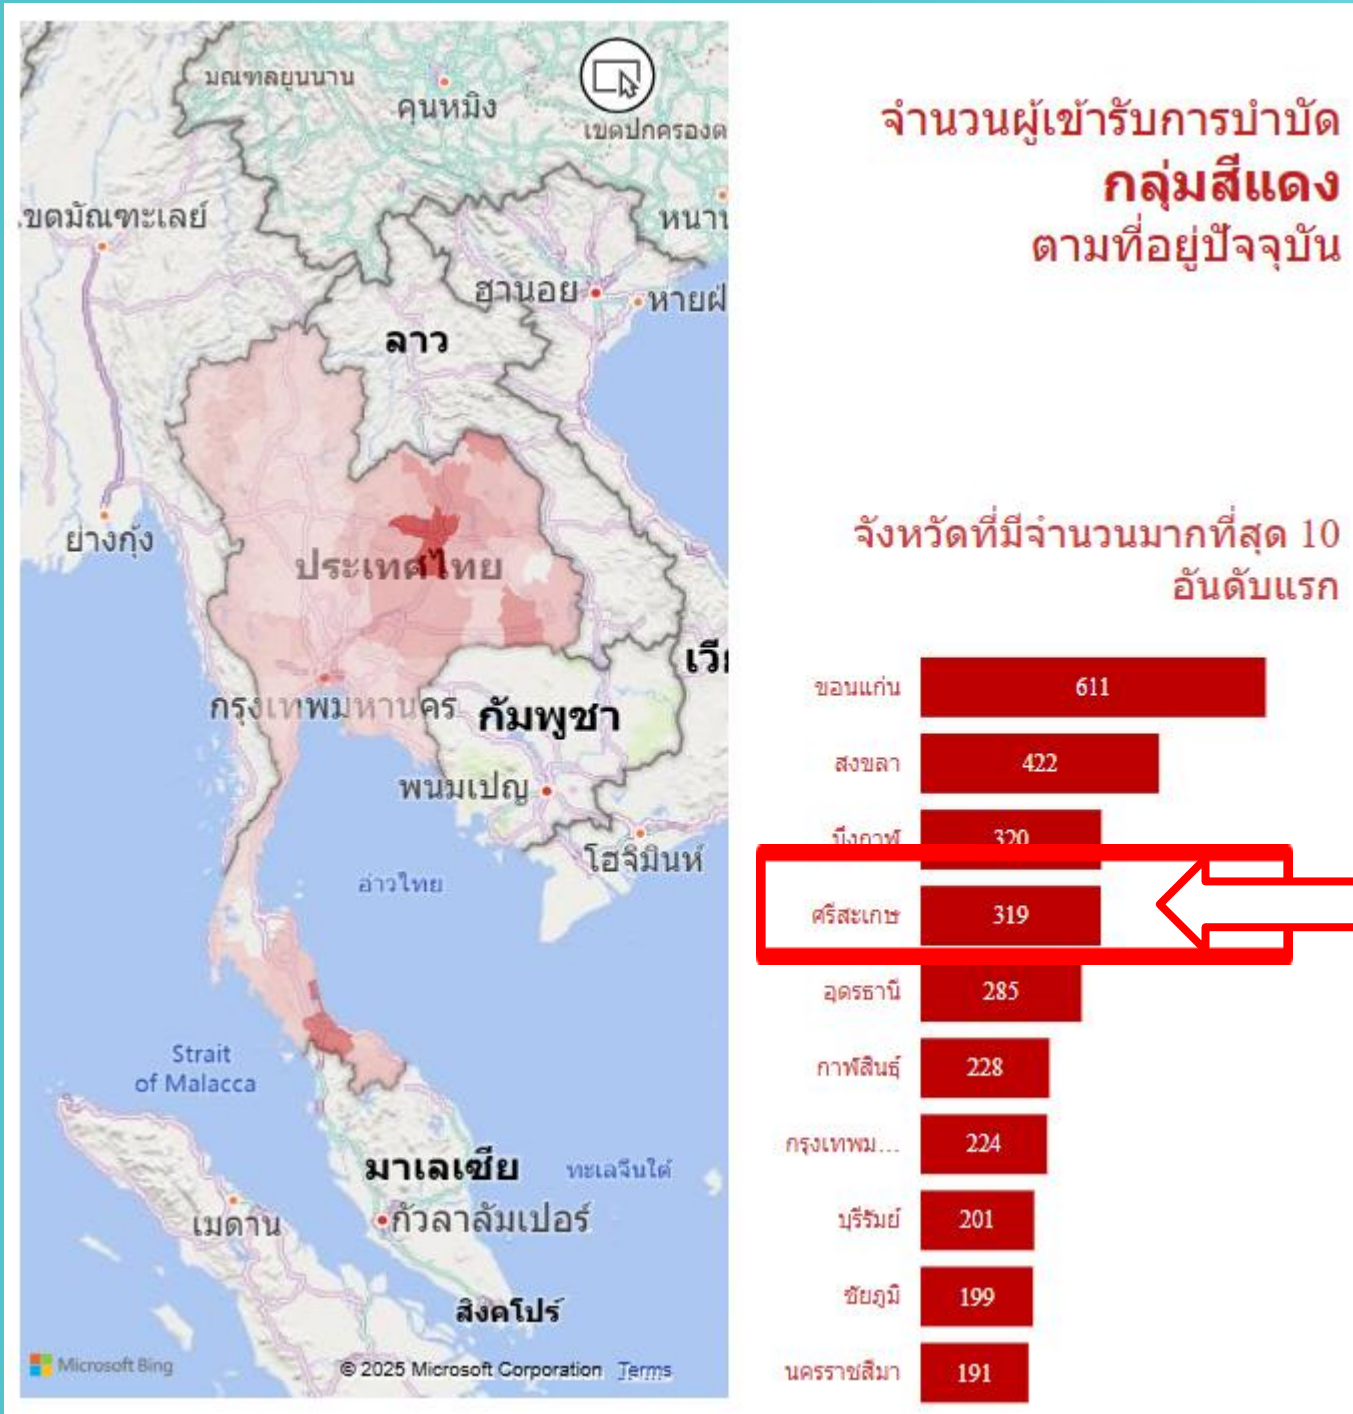 มณฑลยูนนาน
คุนหมิง
เขตปกครองต
ขตมัณฑะเลย์
หนาน
ฮานอย
หายฝ
ลาว
ย่างกุ้ง
ประเทศไทย
กรุงเทพมหานคร
กัมพูชา
เวีย
พนมเปญ
โฮจิมินห์
อ่าวไทย
Strait
of Malacca
มาเลเซีย
ทะเลจีนใต้
กัวลาลัมเปอร์
เมดาน
สิงคโปร์
Microsoft Bing
© 2025 Microsoft Corporation Terms
จำนวนผู้เข้ารับการบำบัด
กลุ่มสีแดง
ตามที่อยู่ปัจจุบัน
จังหวัดที่มีจำนวนมากที่สุด 10
อันดับแรก
ขอนแก่น 611
สงขลา 422
บึงกาฬ 320
ศรีสะเกษ 319
อุดรธานี 285
กาฬสินธุ์ 228
กรุงเทพม... 224
บุรีรัมย์ 201
ชัยภูมิ 199
นครราชสีมา 191